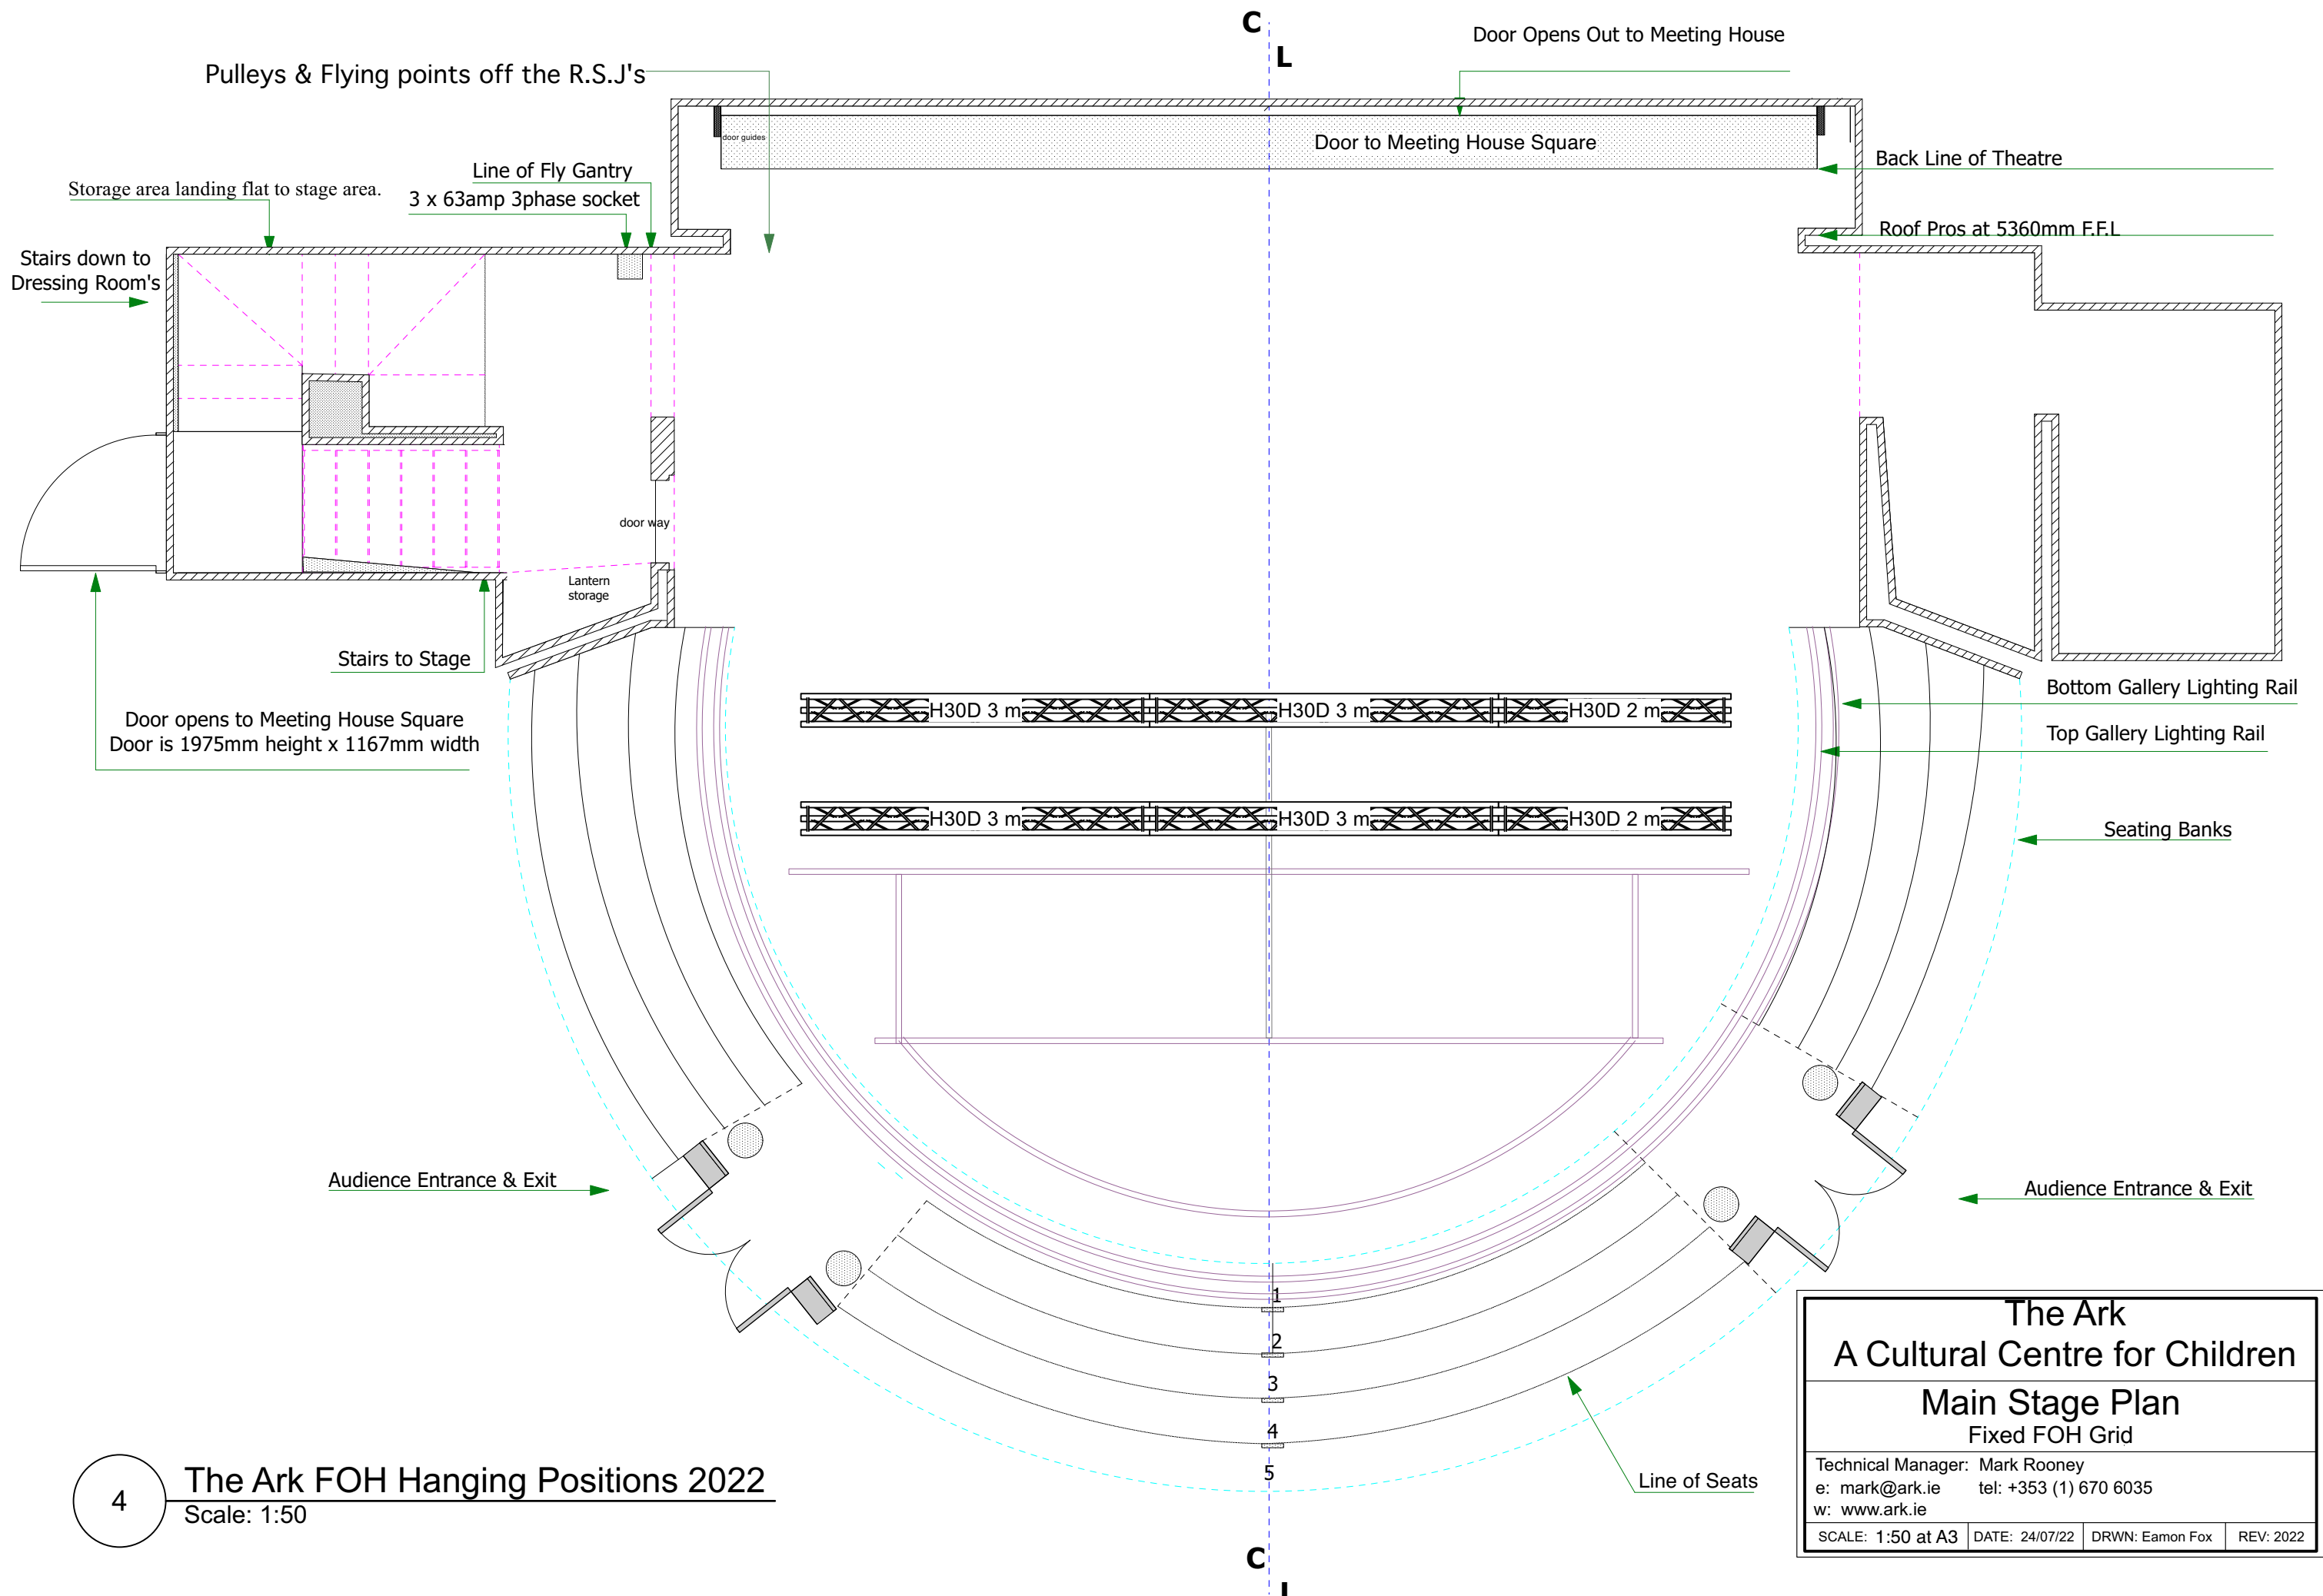 C
L
Door Opens Out to Meeting House
Pulleys & Flying points off the R.S.J's
door guides
Door to Meeting House Square
Back Line of Theatre
Line of Fly Gantry
Storage area landing flat to stage area.
3 x 63amp 3phase socket
Roof Pros at 5360mm F.F.L
Stairs down to
Dressing Room's
door way
Lantern
storage
Stairs to Stage
Bottom Gallery Lighting Rail
Top Gallery Lighting Rail
H30D 3 m
H30D 3 m
H30D 2 m
Door opens to Meeting House Square
Door is 1975mm height x 1167mm width
H30D 3 m
H30D 3 m
H30D 2 m
Seating Banks
Audience Entrance & Exit
Audience Entrance & Exit
1
2
3
4
5
Line of Seats
4
The Ark FOH Hanging Positions 2022
Scale: 1:50
The Ark
A Cultural Centre for Children
Main Stage Plan
Fixed FOH Grid
Technical Manager: Mark Rooney
e: mark@ark.ie tel: +353 (1) 670 6035
w: www.ark.ie
SCALE: 1:50 at A3 DATE: 24/07/22 DRWN: Eamon Fox REV: 2022
C
L